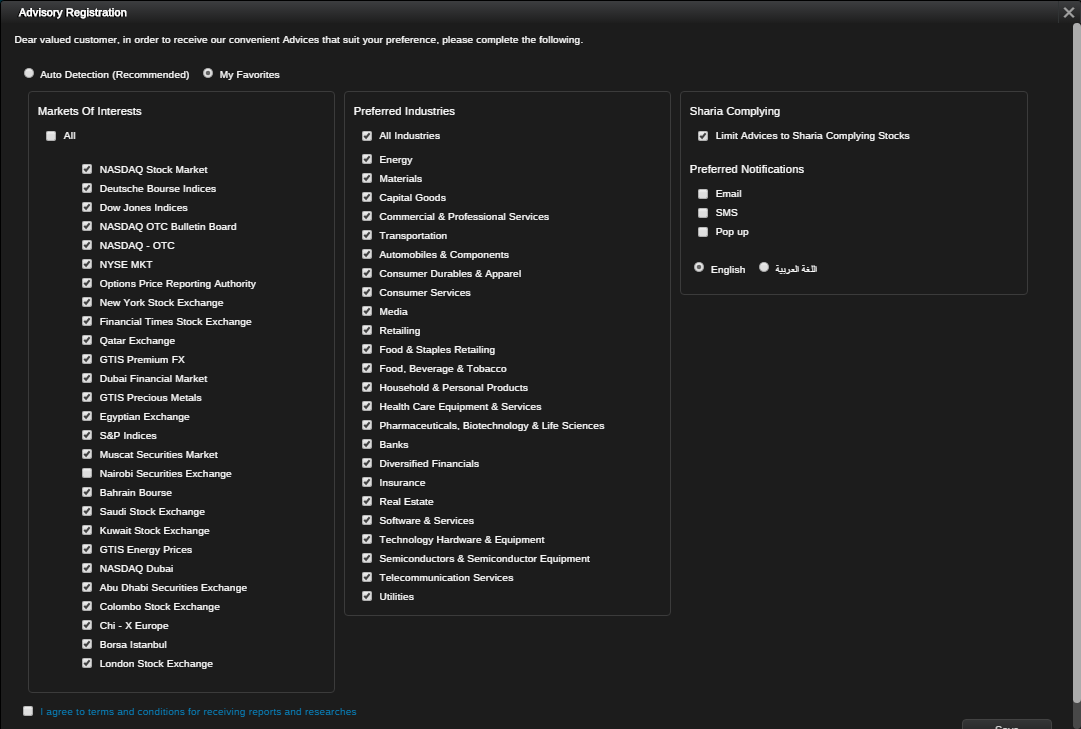 Advisory Registration
Dear valued customer, in order to receive our convenient Advices that suit your preference, please complete the following.
Auto Detection (Recommended) My Favorites
Markets Of Interests
All
NASDAQ Stock Market
Deutsche Bourse Indices
Dow Jones Indices
NASDAQ OTC Bulletin Board
NASDAQ - OTC
NYSE MKT
Options Price Reporting Authority
New York Stock Exchange
Financial Times Stock Exchange
Qatar Exchange
GTIS Premium FX
Dubai Financial Market
GTIS Precious Metals
Egyptian Exchange
S&P Indices
Muscat Securities Market
Nairobi Securities Exchange
Bahrain Bourse
Saudi Stock Exchange
Kuwait Stock Exchange
GTIS Energy Prices
NASDAQ Dubai
Abu Dhabi Securities Exchange
Colombo Stock Exchange
Chi - X Europe
Borsa Istanbul
London Stock Exchange
Preferred Industries
All Industries
Energy
Materials
Capital Goods
Commercial & Professional Services
Transportation
Automobiles & Components
Consumer Durables & Apparel
Consumer Services
Media
Retailing
Food & Staples Retailing
Food, Beverage & Tobacco
Household & Personal Products
Health Care Equipment & Services
Pharmaceuticals, Biotechnology & Life Sciences
Banks
Diversified Financials
Insurance
Real Estate
Software & Services
Technology Hardware & Equipment
Semiconductors & Semiconductor Equipment
Telecommunication Services
Utilities
Sharia Complying
Limit Advices to Sharia Complying Stocks
Preferred Notifications
Email
SMS
Pop up
English اللغة العربية
I agree to terms and conditions for receiving reports and researches